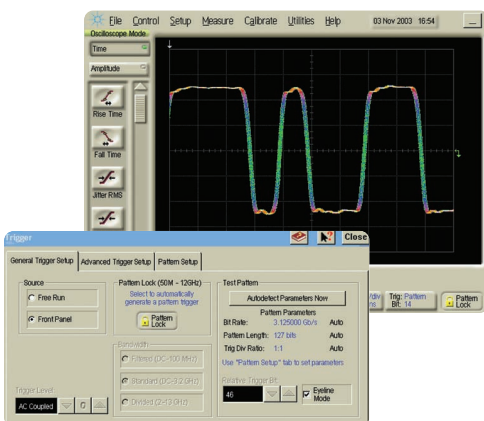 File Control Setup Measure Calibrate Utilities Help 03 Nov 2003 16:54
Oscilloscope Mode
Time
Amplitude
Rise Time
Fall Time
Jitter RMS
Trigger Close
General Trigger Setup Advanced Trigger Setup Pattern Setup
Source
Free Run
Front Panel
Trigger Level
AC Coupled 0
Pattern Lock (50M - 12GHz)
Select to automatically
generate a pattern trigger
Pattern
Lock
Bandwidth
Filtered (DC-100 MHz)
Standard (DC-3.2 GHz)
Divided (2-13 GHz)
Test Pattern
Autodetect Parameters Now
Pattern Parameters
Bit Rate: 3.125000 Gb/s Auto
Pattern Length: 127 bits Auto
Trig Div Ratio: 1:1 Auto
Use "Pattern Setup" tab to set parameters
Relative Trigger Bit:
46
Eyeline
Mode
/div Trig: Pattern
Bit: 14
Pattern
Lock